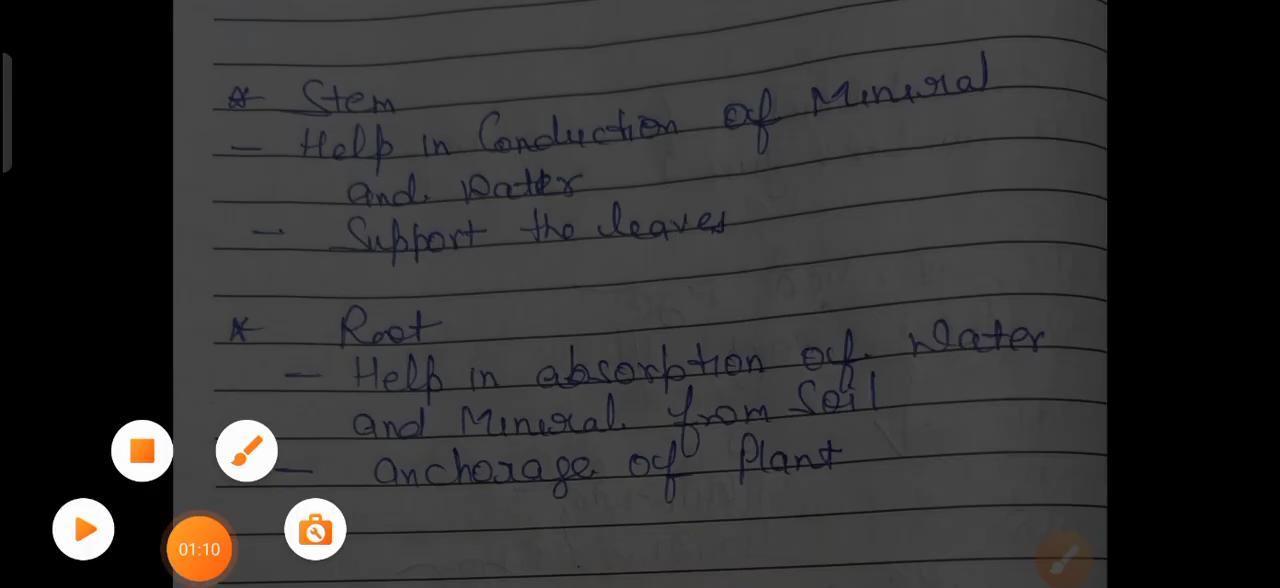 * Stem
- Help in Conduction of Mineral
and Water
- Support the leaves
* Root
- Help in absorption of Water
and Mineral from Soil
- anchorage of Plant
01:10